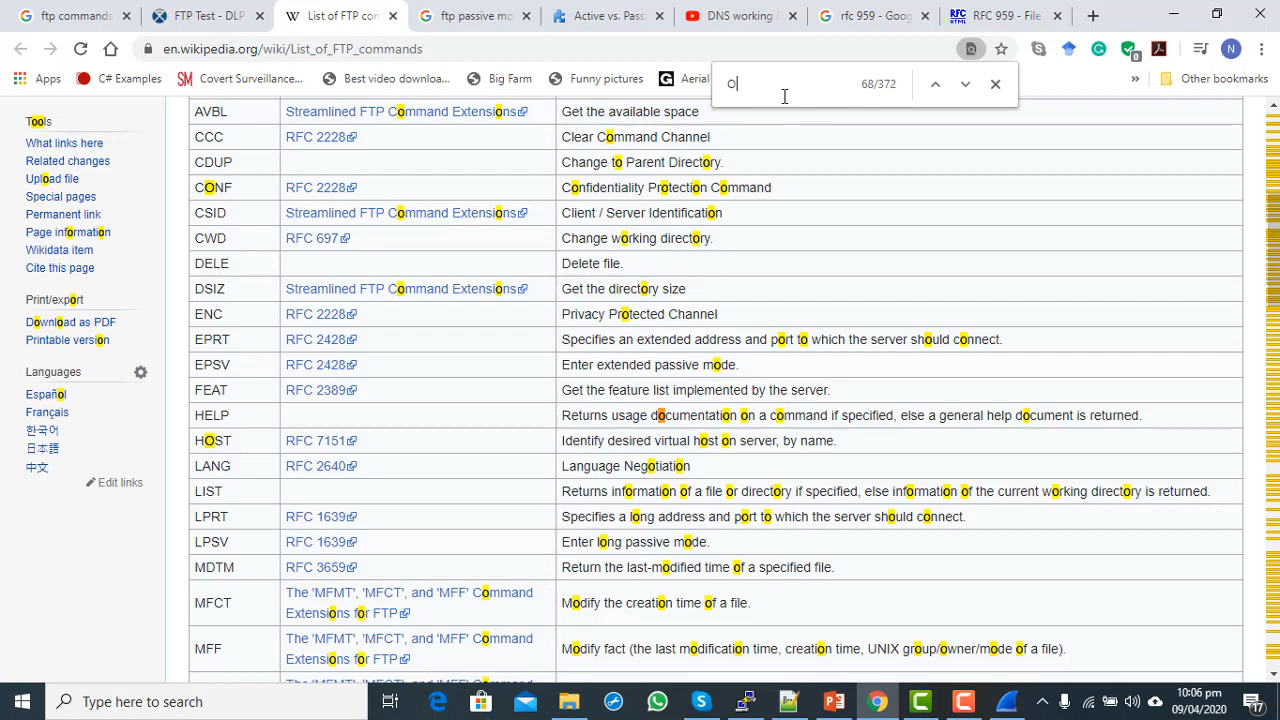 ftp commands
FTP Test - DLP
List of FTP com
ftp passive mo
Active vs. Pass
DNS working i
rfc 959 - Goog
RFC 959 - File
en.wikipedia.org/wiki/List_of_FTP_commands
Apps
C# Examples
Covert Surveillance...
Best video downloa...
Big Farm
Funny pictures
Aerial
Other bookmarks
O
68/372
Tools
What links here
Related changes
Upload file
Special pages
Permanent link
Page information
Wikidata item
Cite this page
Print/export
Download as PDF
Printable version
Languages
Español
Français
한국어
日本語
中文
Edit links
AVBL Streamlined FTP Command Extensions Get the available space
CCC RFC 2228 Clear Command Channel
CDUP Change to Parent Directory.
CONF RFC 2228 Confidentiality Protection Command
CSID Streamlined FTP Command Extensions Client / Server Identification
CWD RFC 697 Change working directory.
DELE Delete file.
DSIZ Streamlined FTP Command Extensions Get the directory size
ENC RFC 2228 Privacy Protected Channel
EPRT RFC 2428 Specifies an extended address and port to which the server should connect.
EPSV RFC 2428 Enter extended passive mode.
FEAT RFC 2389 Get the feature list implemented by the server.
HELP Returns usage documentation on a command if specified, else a general help document is returned.
HOST RFC 7151 Identify desired virtual host on server, by name.
LANG RFC 2640 Language Negotiation
LIST Returns information of a file or directory if specified, else information of the current working directory is returned.
LPRT RFC 1639 Specifies a long address and port to which the server should connect.
LPSV RFC 1639 Enter long passive mode.
MDTM RFC 3659 Return the last-modified time of a specified file.
MFCT The 'MFMT', 'MFCT', and 'MFF' Command
Extensions for FTP Modify the creation time of a file.
MFF The 'MFMT', 'MFCT', and 'MFF' Command
Extensions for FTP Modify fact (the last modification time, creation time, UNIX group/owner/mode of a file).
Type here to search
10:06 pm
09/04/2020
17